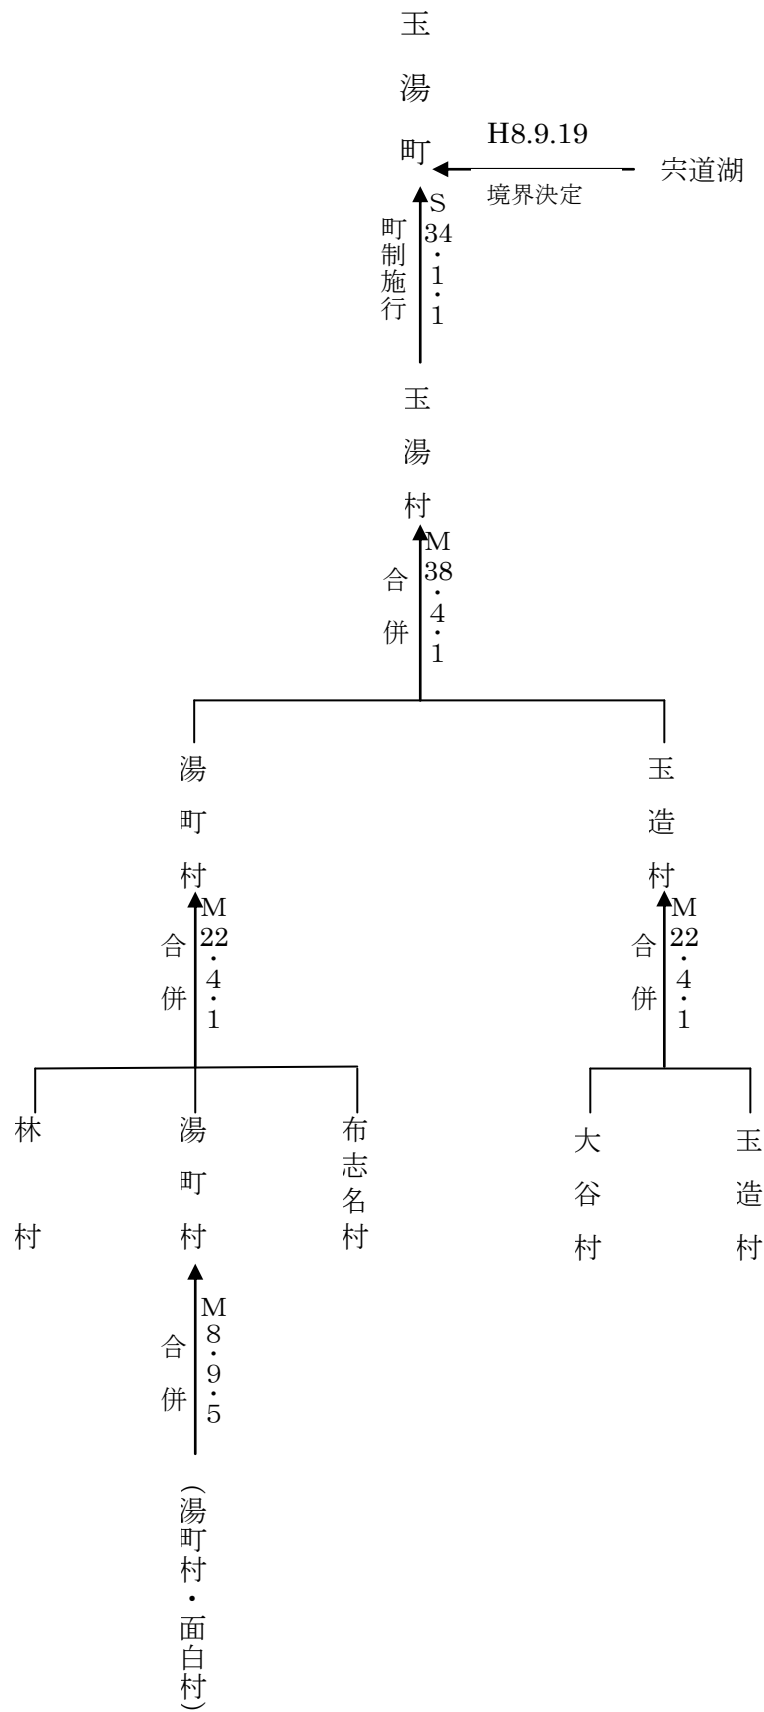 玉湯町
H8.9.19
境界決定
宍道湖
町制施行
S34・1・1
玉湯村
合併
M38・4・1
湯町村
玉造村
合併
M22・4・1
合併
M22・4・1
林村
湯町村
布志名村
大谷村
玉造村
合併
M8・9・5
（湯町村・面白村）